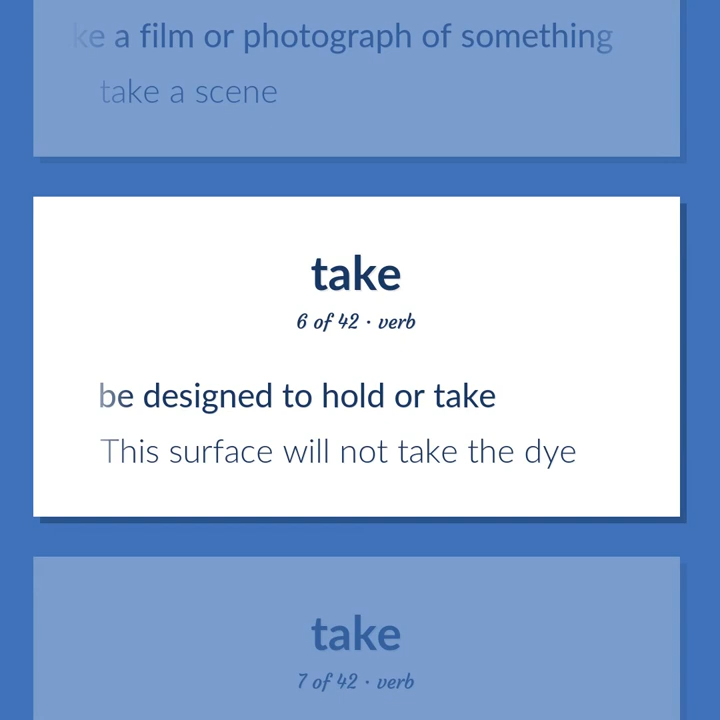 ke a film or photograph of something
take a scene
take
6 of 42 · verb
be designed to hold or take
This surface will not take the dye
take
7 of 42 · verb